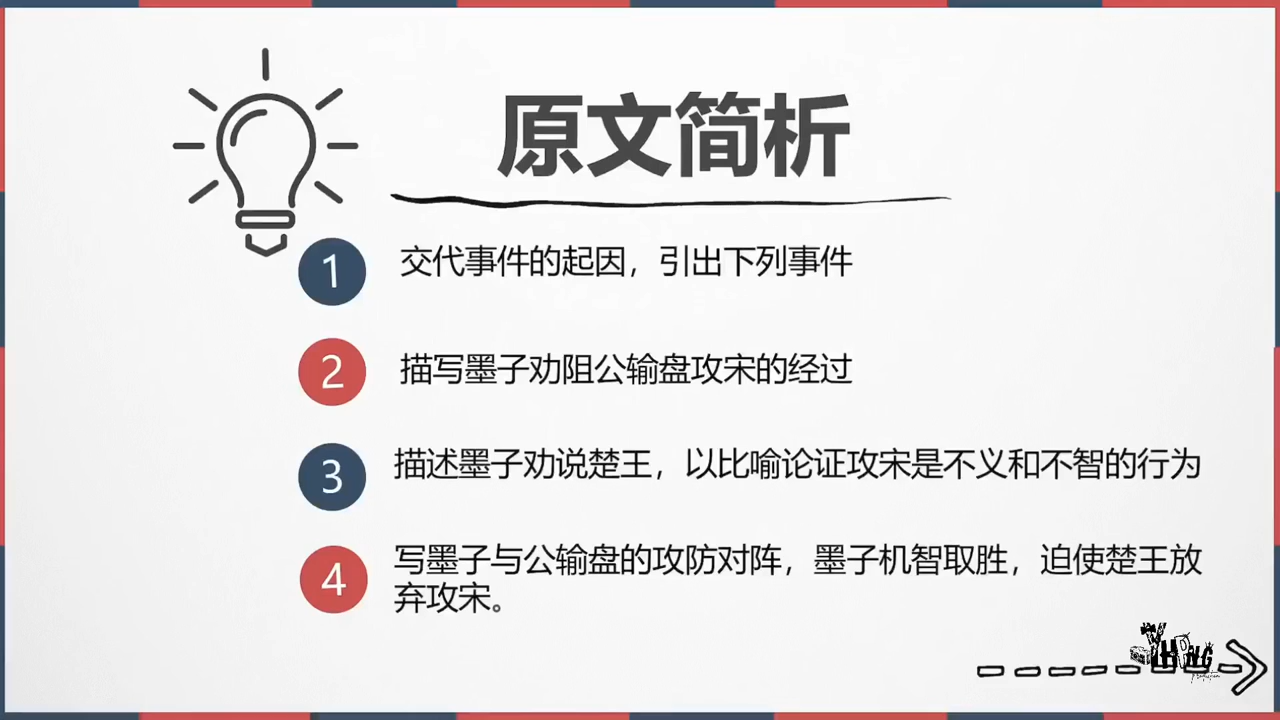 原文简析
1 交代事件的起因，引出下列事件
2 描写墨子劝阻公输盘攻宋的经过
3 描述墨子劝说楚王，以比喻论证攻宋是不义和不智的行为
4 写墨子与公输盘的攻防对阵，墨子机智取胜，迫使楚王放
弃攻宋。